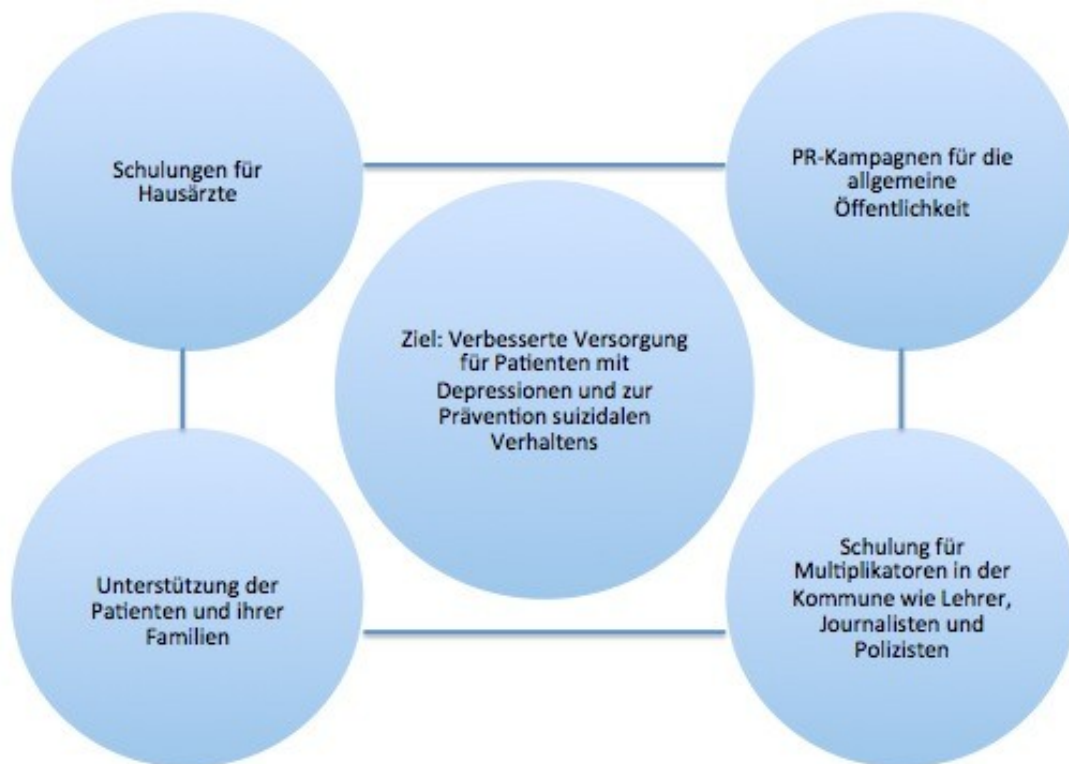 Schulungen für
Hausärzte
PR-Kampagnen für die
allgemeine
Öffentlichkeit
Ziel: Verbesserte Versorgung
für Patienten mit
Depressionen und zur
Prävention suizidalen
Verhaltens
Unterstützung der
Patienten und ihrer
Familien
Schulung für
Multiplikatoren in der
Kommune wie Lehrer,
Journalisten und
Polizisten